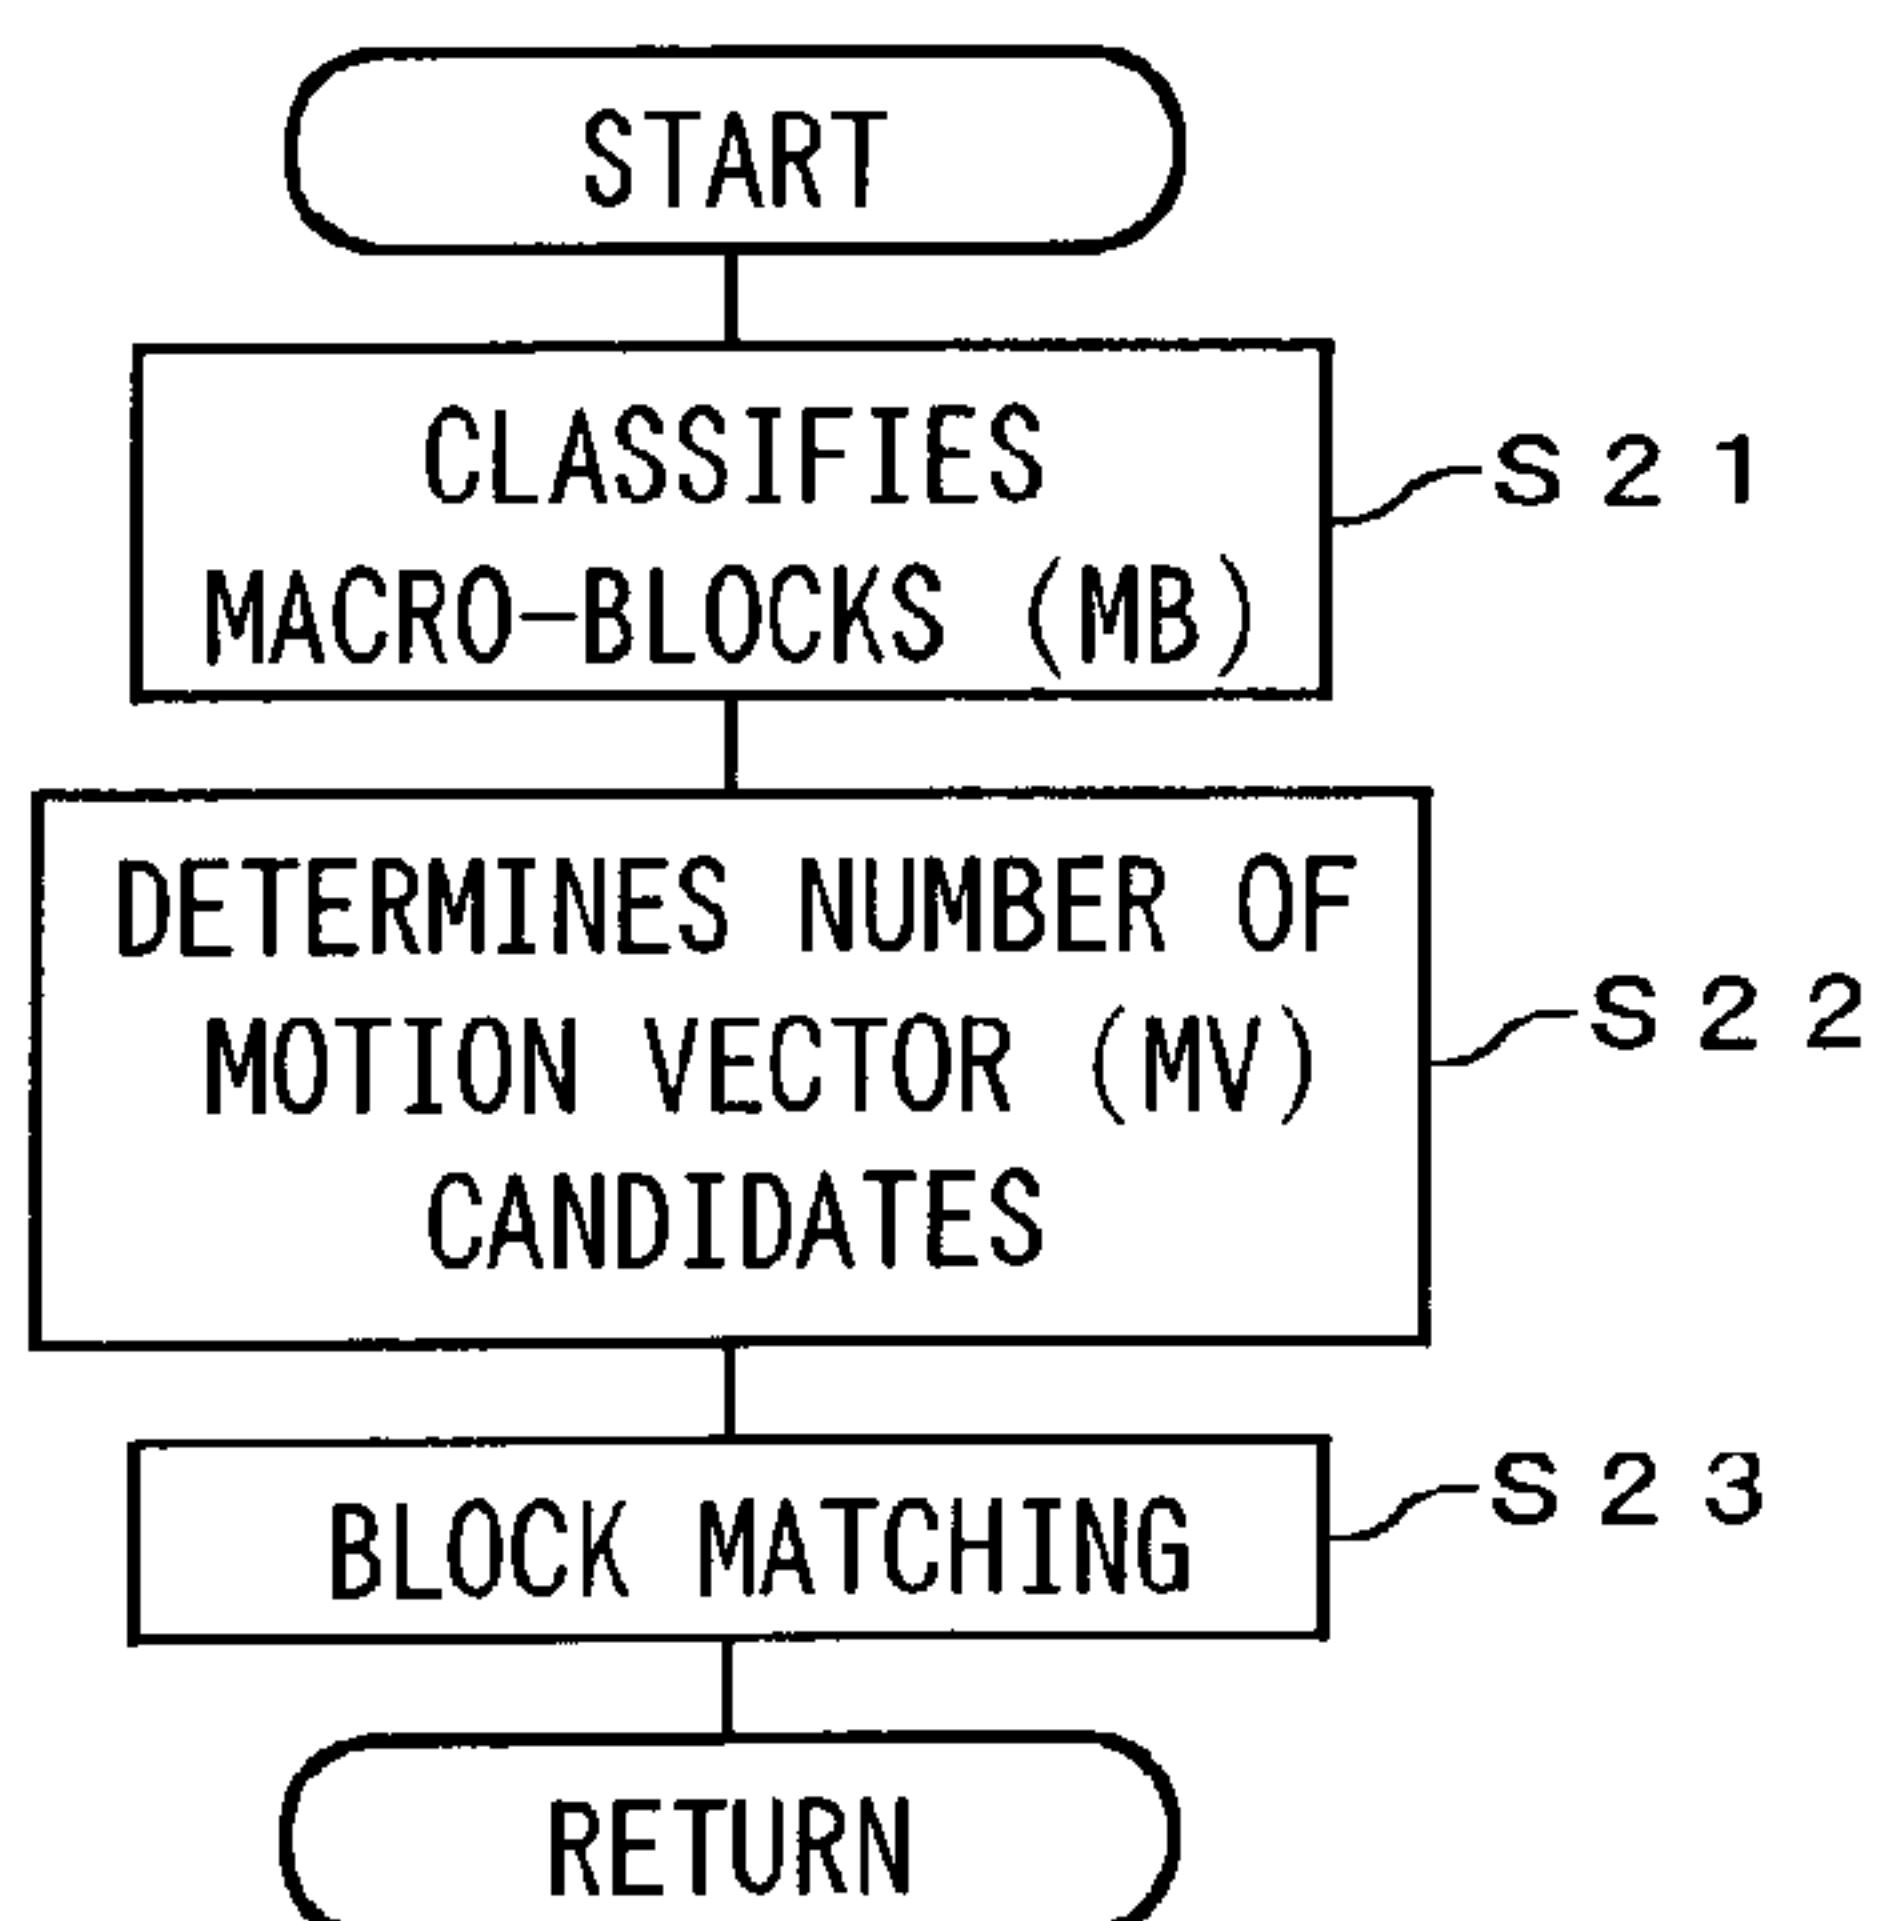 START
CLASSIFIES
MACRO-BLOCKS (MB)
S21
DETERMINES NUMBER OF
MOTION VECTOR (MV)
CANDIDATES
S22
BLOCK MATCHING
S23
RETURN